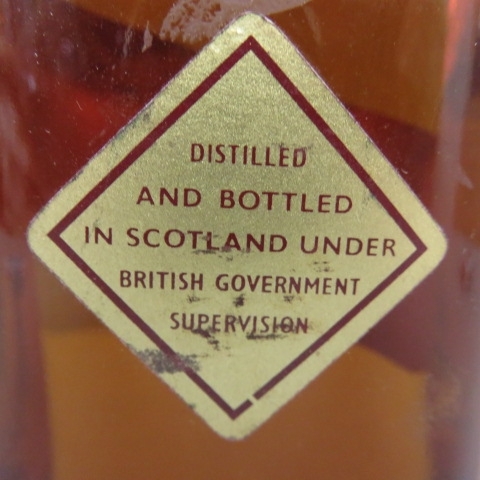 DISTILLED
AND BOTTLED
IN SCOTLAND UNDER
BRITISH GOVERNMENT
SUPERVISION